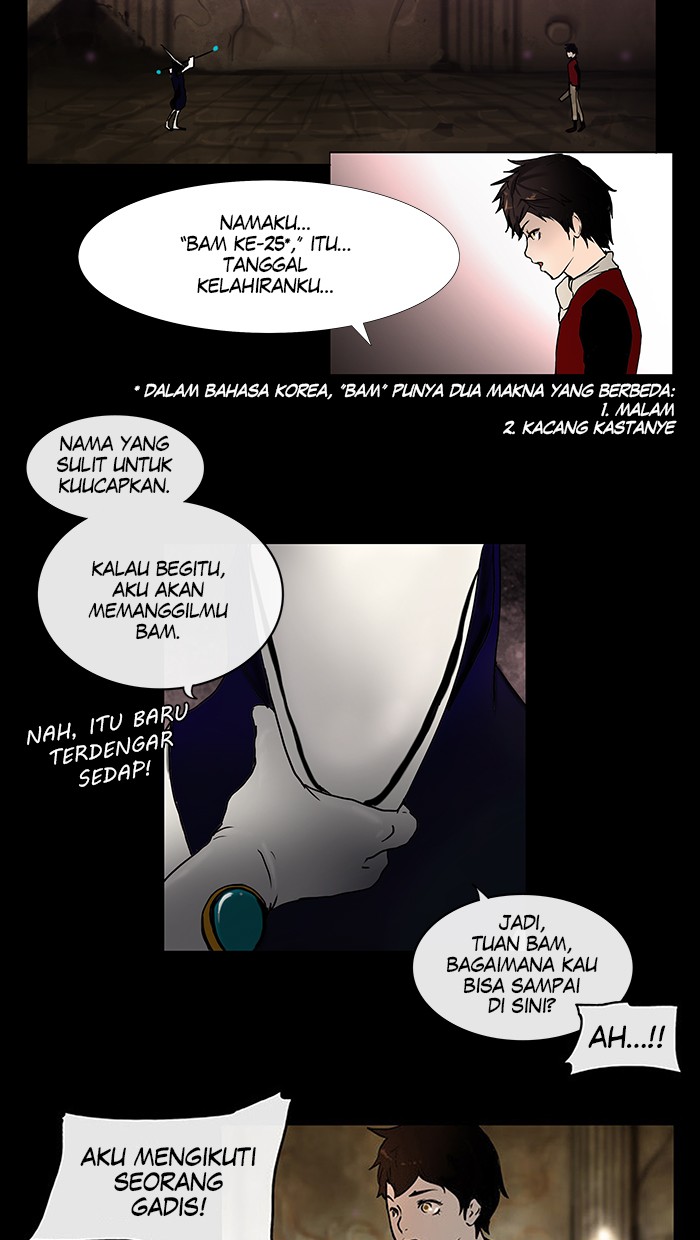 NAMAKU...
"BAM KE-25*," ITU...
TANGGAL
KELAHIRANKU...
* DALAM BAHASA KOREA, "BAM" PUNYA DUA MAKNA YANG BERBEDA:
1. MALAM
2. KACANG KASTANYE
NAMA YANG
SULIT UNTUK
KUUCAPKAN.
KALAU BEGITU,
AKU AKAN
MEMANGGILMU
BAM.
NAH, ITU BARU
TERDENGAR
SEDAP!
JADI,
TUAN BAM,
BAGAIMANA KAU
BISA SAMPAI
DI SINI?
AH...!!
AKU MENGIKUTI
SEORANG
GADIS!